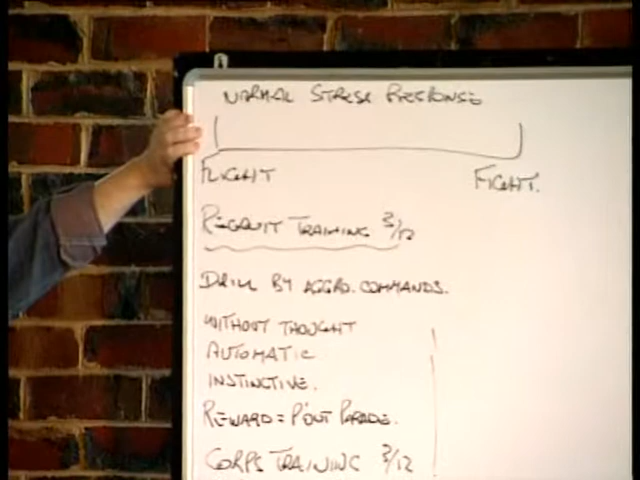 NORMAL STRESS RESPONSE
FLIGHT FIGHT.
RECRUIT TRAINING 3/12
DRILL BY AGGRO. COMMANDS.
WITHOUT THOUGHT
AUTOMATIC
INSTINCTIVE.
REWARD = P'OUT PARADE.
CORPS TRAINING 3/12